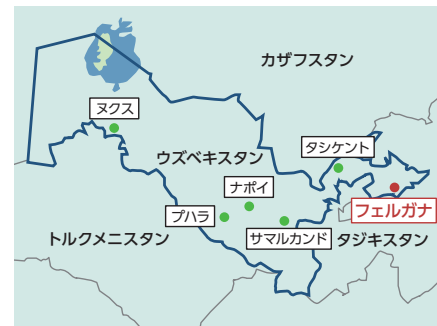 カザフスタン
ヌクス
タシケント
ウズベキスタン
ナポイ
フェルガナ
プハラ
サマルカンド
トルクメニスタン
タジキスタン